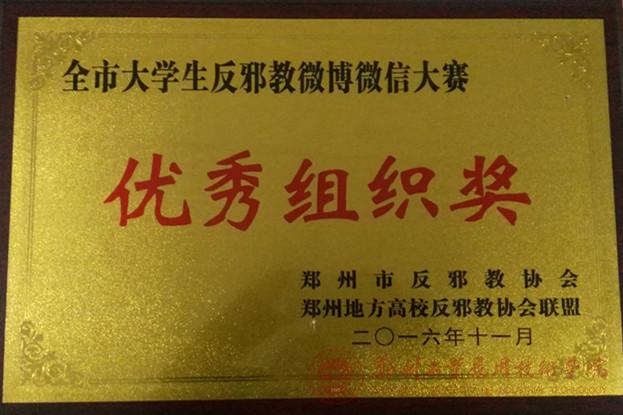 全市大学生反邪教微博微信大赛
优秀组织奖
郑州市反邪教协会
郑州地方高校反邪教协会联盟
二〇一六年十一月